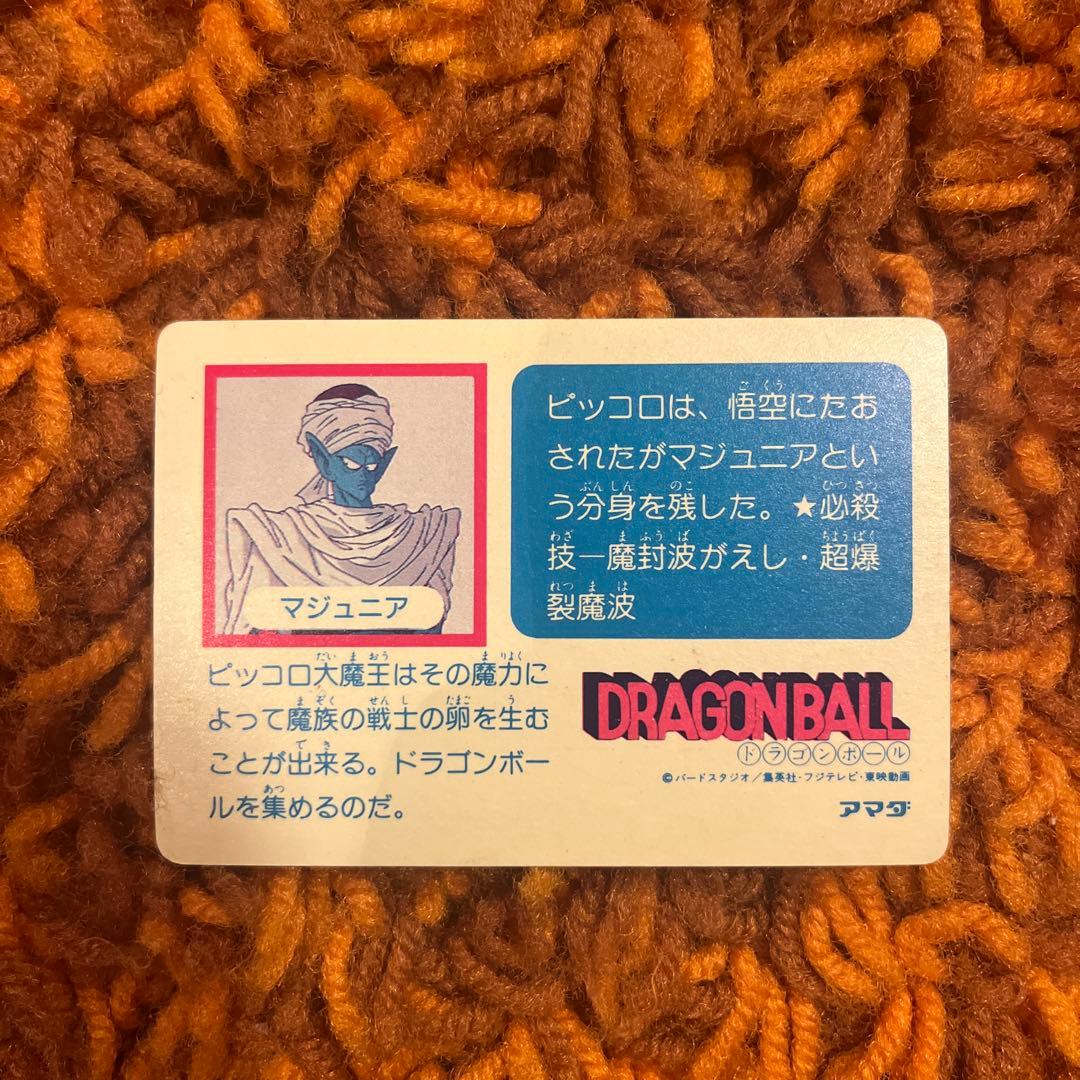 マジュニア
ピッコロは、悟空にたお
されたがマジュニアとい
う分身を残した。★必殺
技―魔封波がえし・超爆
裂魔波
ピッコロ大魔王はその魔力に
よって魔族の戦士の卵を生む
ことが出来る。ドラゴンボー
ルを集めるのだ。
DRAGON BALL
ドラゴンボール
©バードスタジオ／集英社・フジテレビ・東映動画
アマダ